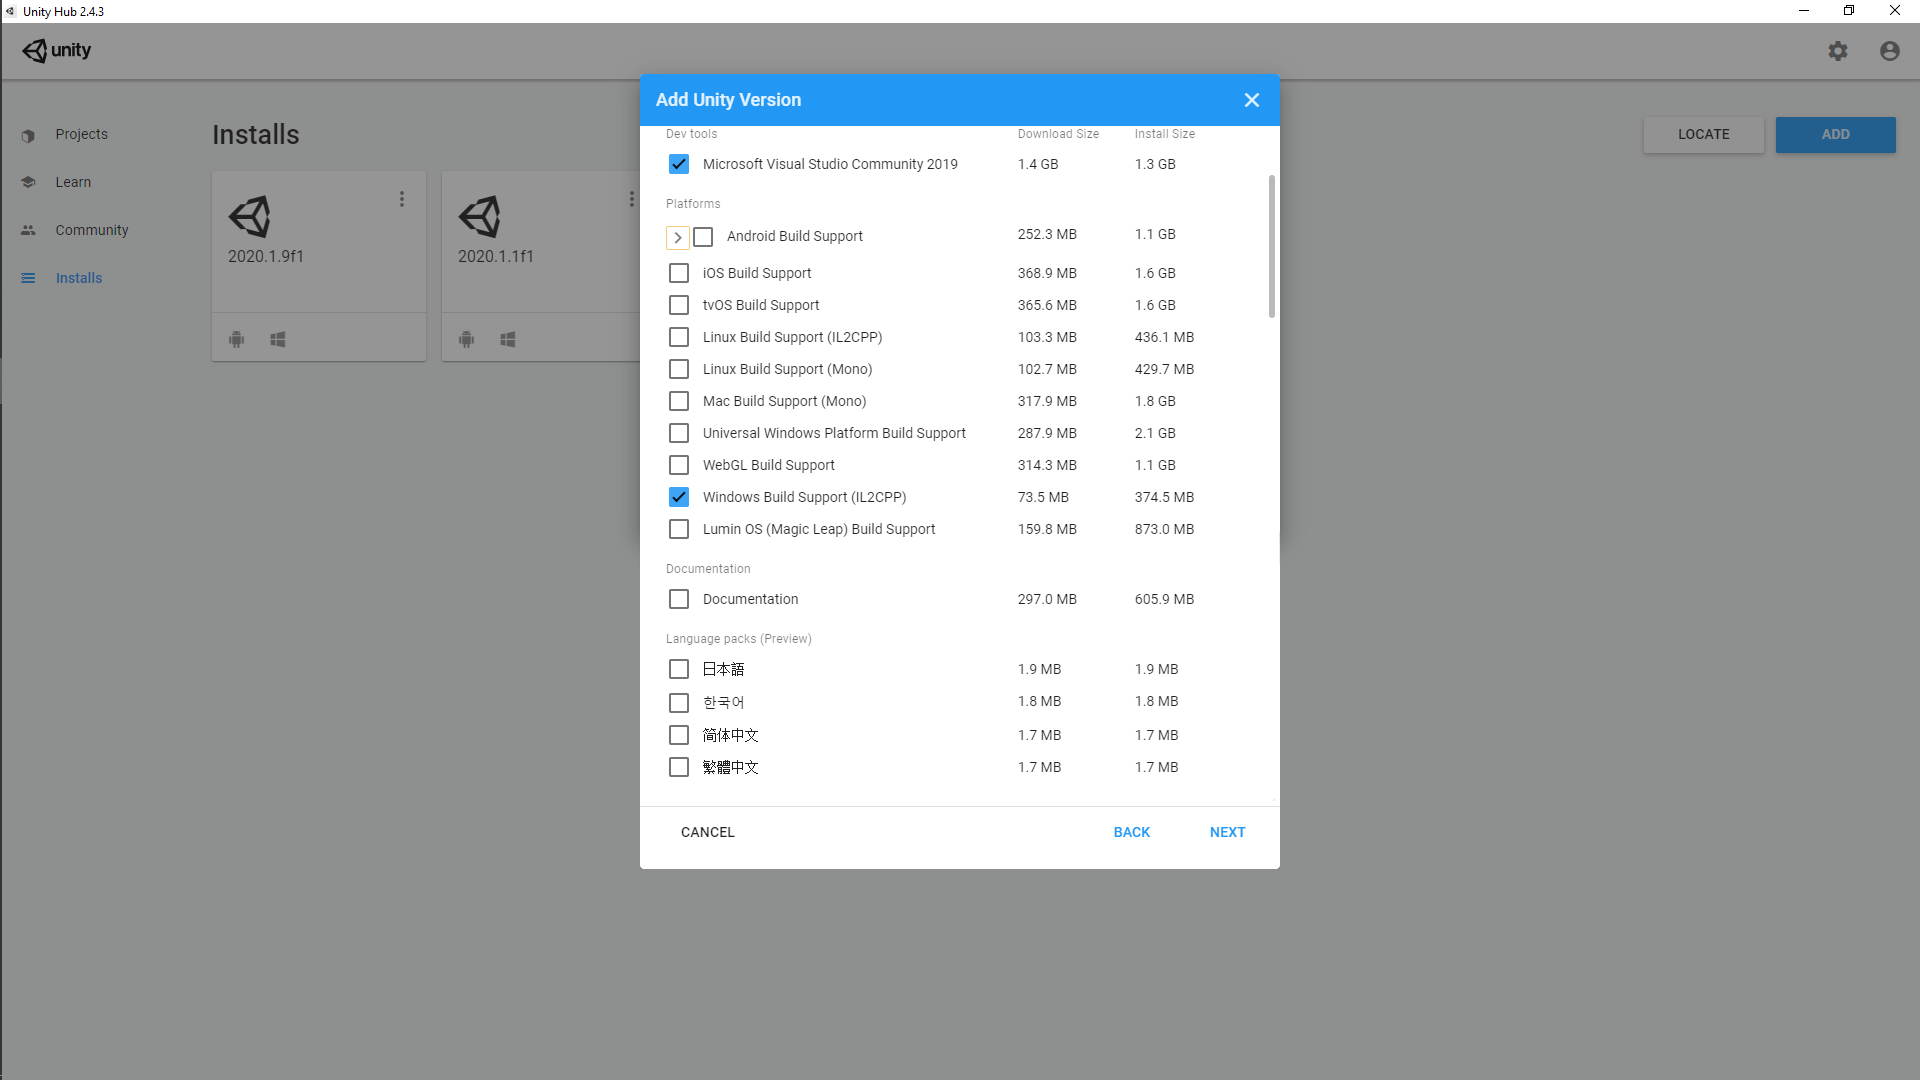 Unity Hub 2.4.3
unity
Projects
Learn
Community
Installs
Installs
LOCATE
ADD
2020.1.9f1
2020.1.1f1
Add Unity Version
Dev tools Download Size Install Size
Microsoft Visual Studio Community 2019 1.4 GB 1.3 GB
Platforms
Android Build Support 252.3 MB 1.1 GB
iOS Build Support 368.9 MB 1.6 GB
tvOS Build Support 365.6 MB 1.6 GB
Linux Build Support (IL2CPP) 103.3 MB 436.1 MB
Linux Build Support (Mono) 102.7 MB 429.7 MB
Mac Build Support (Mono) 317.9 MB 1.8 GB
Universal Windows Platform Build Support 287.9 MB 2.1 GB
WebGL Build Support 314.3 MB 1.1 GB
Windows Build Support (IL2CPP) 73.5 MB 374.5 MB
Lumin OS (Magic Leap) Build Support 159.8 MB 873.0 MB
Documentation
Documentation 297.0 MB 605.9 MB
Language packs (Preview)
日本語 1.9 MB 1.9 MB
한국어 1.8 MB 1.8 MB
简体中文 1.7 MB 1.7 MB
繁體中文 1.7 MB 1.7 MB
CANCEL
BACK
NEXT